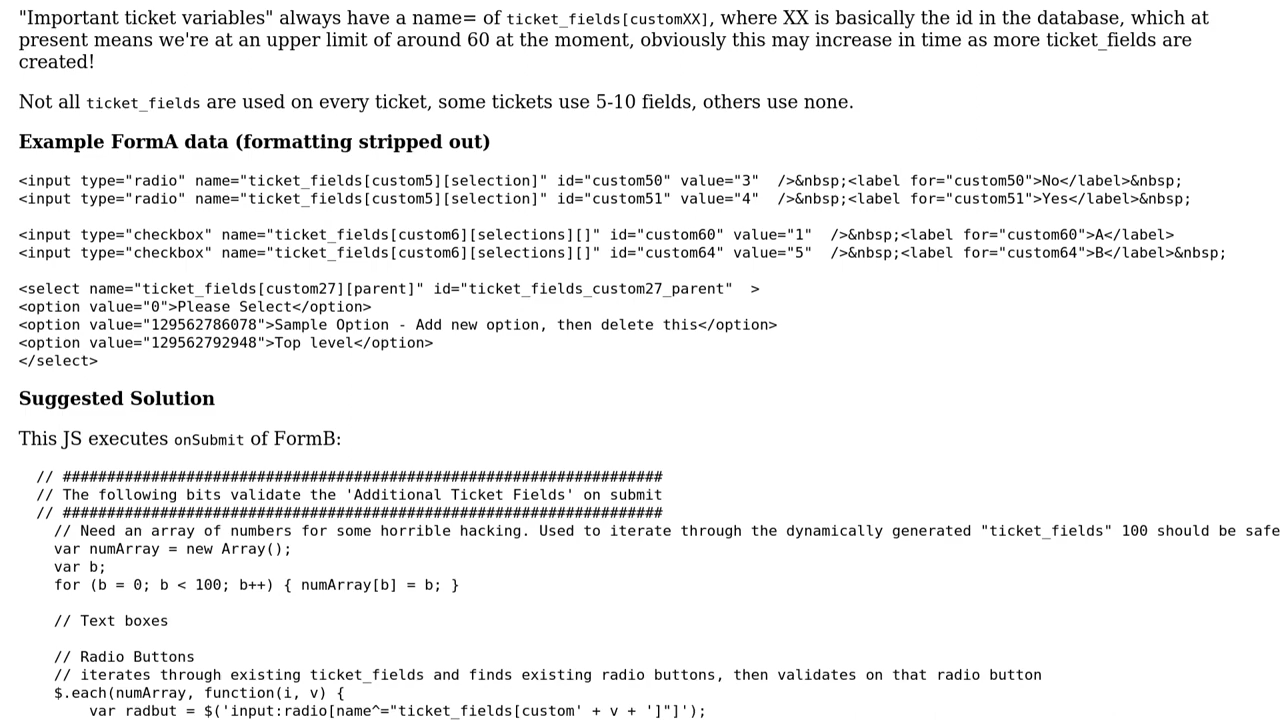 "Important ticket variables" always have a name= of ticket_fields[customXX], where XX is basically the id in the database, which at
present means we're at an upper limit of around 60 at the moment, obviously this may increase in time as more ticket_fields are
created!
Not all ticket_fields are used on every ticket, some tickets use 5-10 fields, others use none.
Example FormA data (formatting stripped out)
<input type="radio" name="ticket_fields[custom5][selection]" id="custom50" value="3"  />&nbsp;<label for="custom50">No</label>&nbsp;
<input type="radio" name="ticket_fields[custom5][selection]" id="custom51" value="4"  />&nbsp;<label for="custom51">Yes</label>&nbsp;
<input type="checkbox" name="ticket_fields[custom6][selections][]" id="custom60" value="1"  />&nbsp;<label for="custom60">A</label>
<input type="checkbox" name="ticket_fields[custom6][selections][]" id="custom64" value="5"  />&nbsp;<label for="custom64">B</label>&nbsp;
<select name="ticket_fields[custom27][parent]" id="ticket_fields_custom27_parent"  >
<option value="0">Please Select</option>
<option value="129562786078">Sample Option - Add new option, then delete this</option>
<option value="129562792948">Top level</option>
</select>
Suggested Solution
This JS executes onSubmit of FormB:
// ####################################################################
// The following bits validate the 'Additional Ticket Fields' on submit
// ####################################################################
// Need an array of numbers for some horrible hacking. Used to iterate through the dynamically generated "ticket_fields" 100 should be safe
var numArray = new Array();
var b;
for (b = 0; b < 100; b++) { numArray[b] = b; }
// Text boxes
// Radio Buttons
// iterates through existing ticket_fields and finds existing radio buttons, then validates on that radio button
$.each(numArray, function(i, v) {
var radbut = $('input:radio[name^="ticket_fields[custom' + v + ']"]');